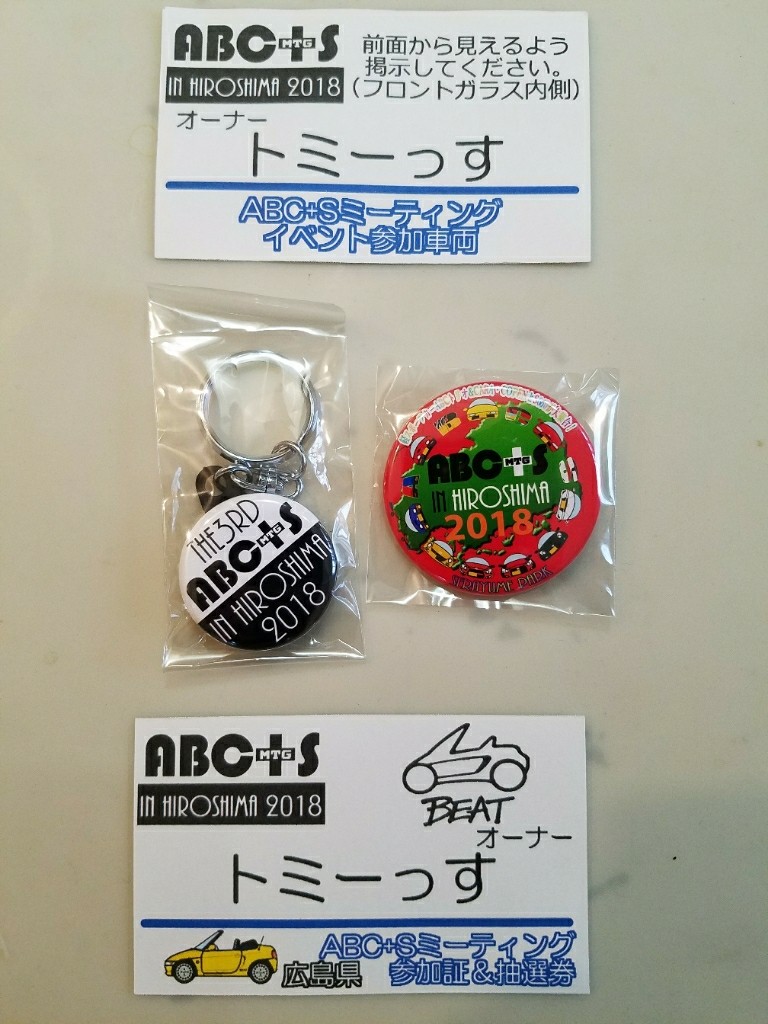 ABC+S
MTG
IN HIROSHIMA 2018
前面から見えるよう
掲示してください。
(フロントガラス内側)
オーナー
トミーっす
ABC+Sミーティング
イベント参加車両
THE3RD
ABC+S
MTG
IN HIROSHIMA
2018
ABC+S
MTG
IN HIROSHIMA
2018
ABC+S
MTG
IN HIROSHIMA 2018
BEAT
オーナー
トミーっす
広島県
ABC+Sミーティング
参加証&抽選券